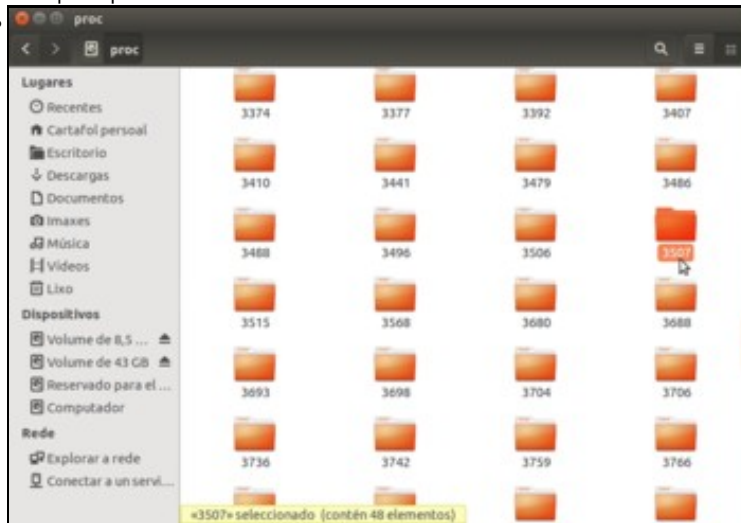 proc
proc
Lugares
Recentes
Cartafol persoal
Escritorio
Descargas
Documentos
Imaxes
Música
Vídeos
Lixo
Dispositivos
Volume de 8,5 ...
Volume de 43 GB
Reservado para el ...
Computador
Rede
Explorar a rede
Conectar a un servi...
3374 3377 3392 3407
3410 3441 3479 3486
3488 3496 3506 3507
3515 3568 3680 3688
3693 3698 3704 3706
3736 3742 3759 3766
«3507» seleccionado (contén 48 elementos)